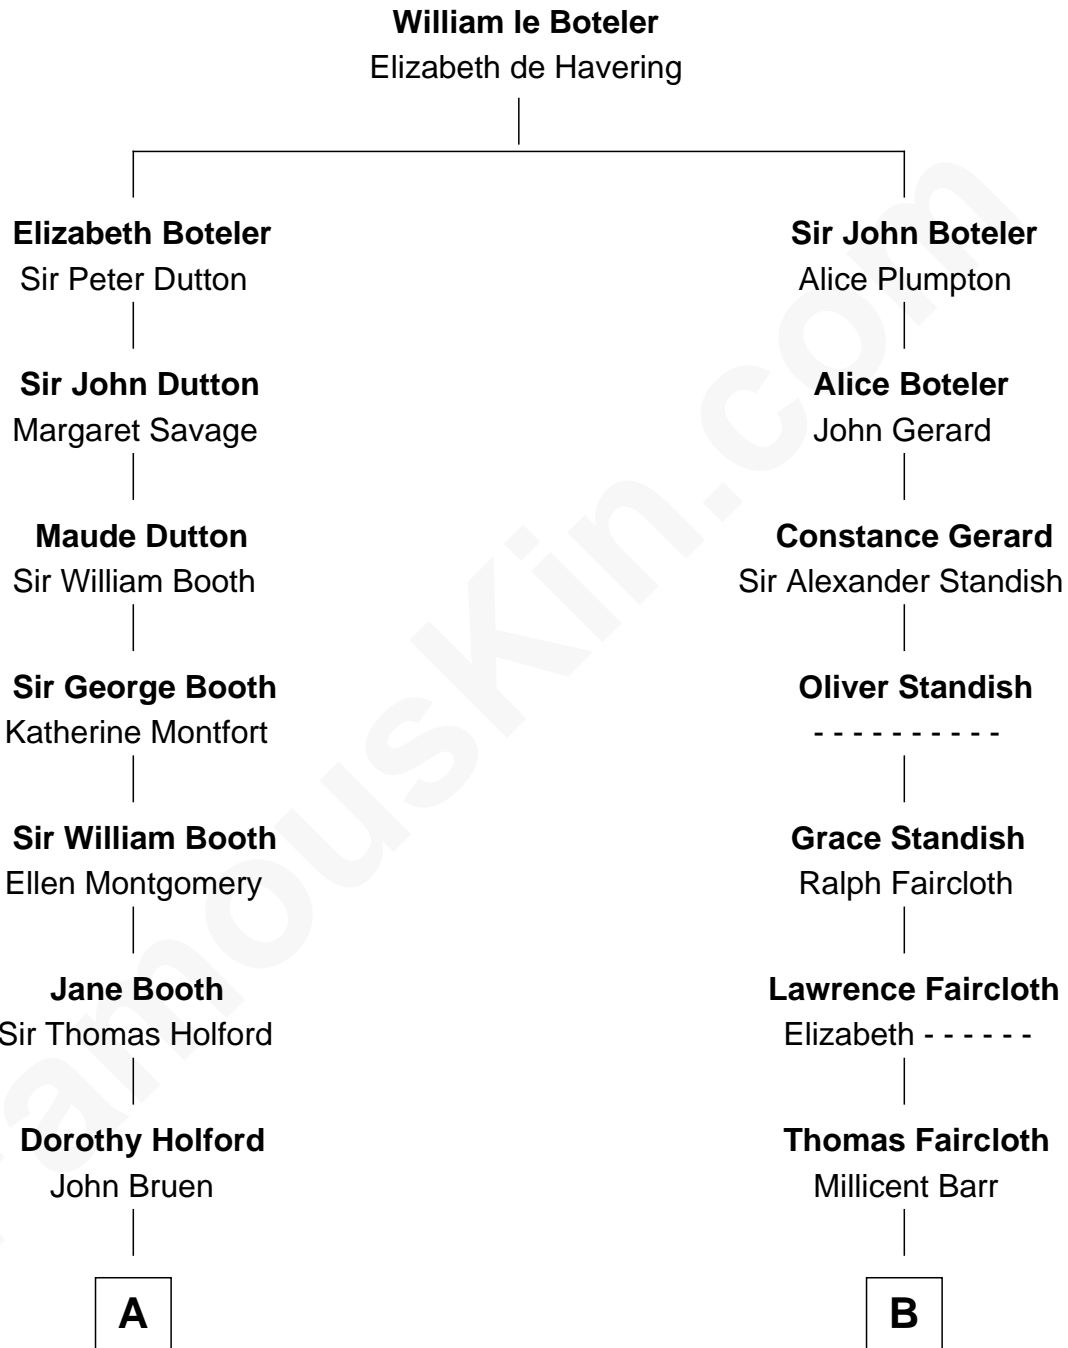 William le Boteler
Elizabeth de Havering
Elizabeth Boteler
Sir Peter Dutton
Sir John Dutton
Margaret Savage
Maude Dutton
Sir William Booth
Sir George Booth
Katherine Montfort
Sir William Booth
Ellen Montgomery
Jane Booth
Sir Thomas Holford
Dorothy Holford
John Bruen
A
Sir John Boteler
Alice Plumpton
Alice Boteler
John Gerard
Constance Gerard
Sir Alexander Standish
Oliver Standish
- - - - - - - - - -
Grace Standish
Ralph Faircloth
Lawrence Faircloth
Elizabeth - - - - - -
Thomas Faircloth
Millicent Barr
B
FamousKin.com